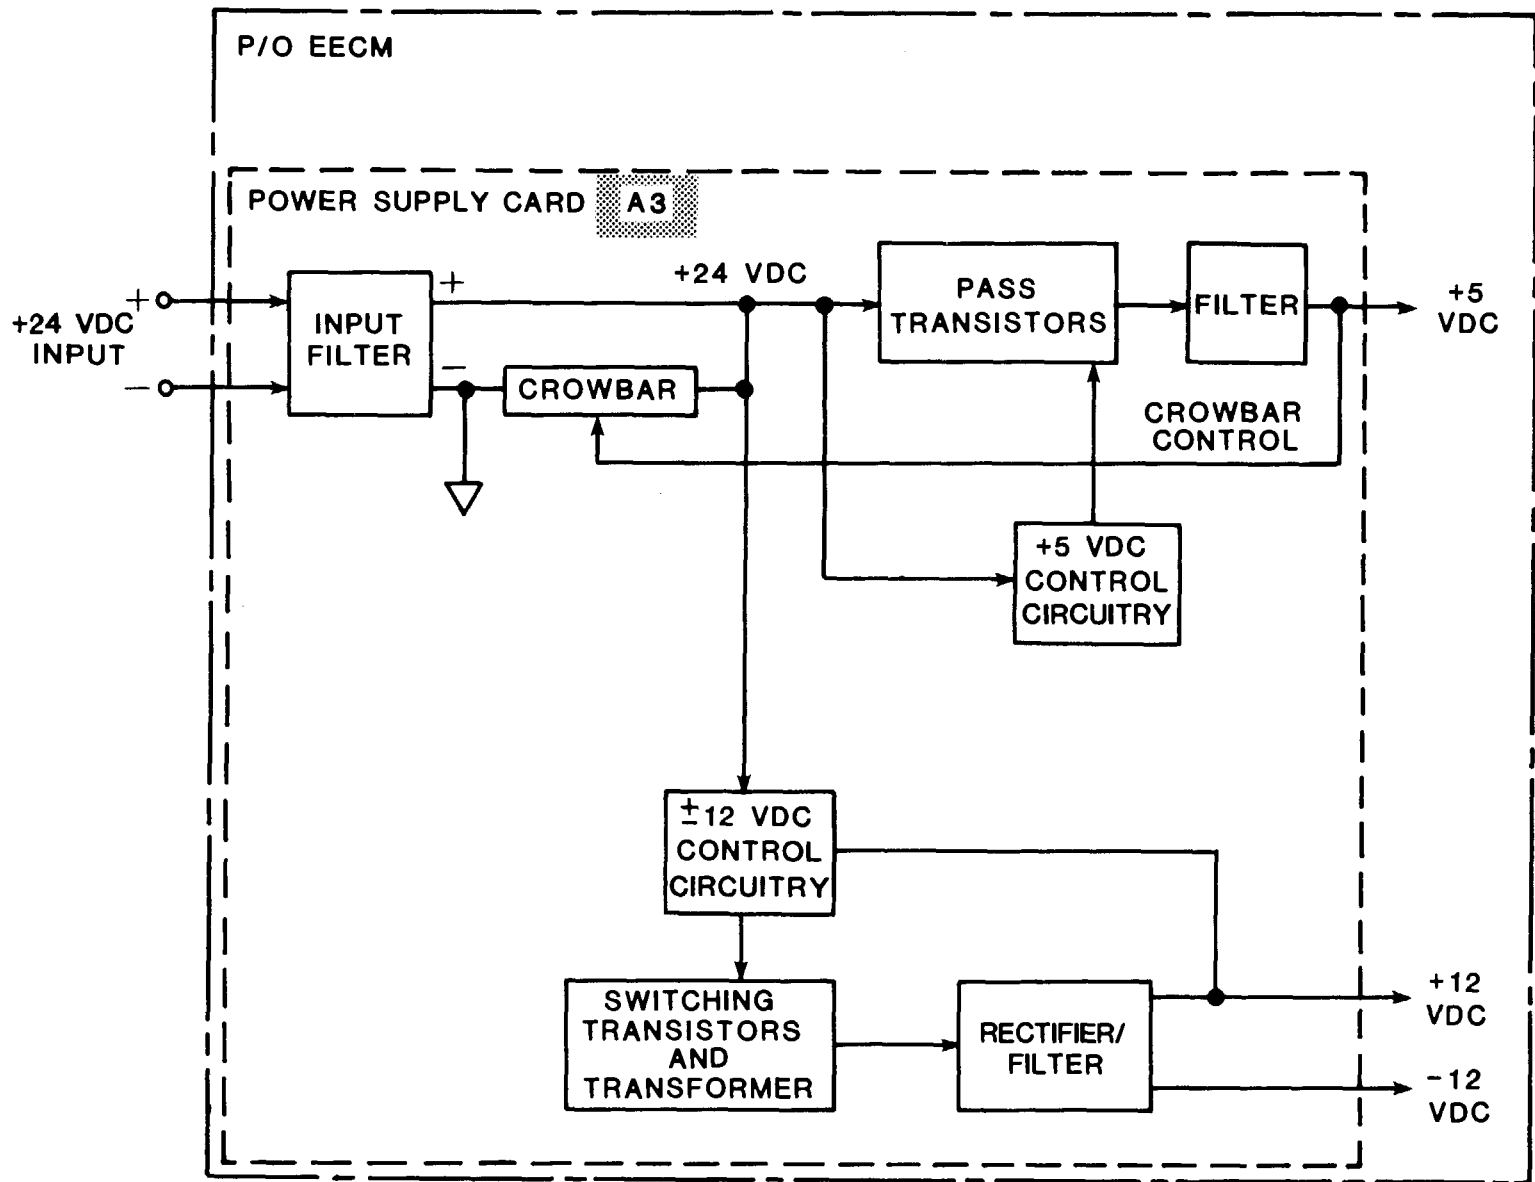 P/O EECM
POWER SUPPLY CARD A3
+24 VDC
INPUT
+
−
INPUT
FILTER
+
−
+24 VDC
CROWBAR
PASS
TRANSISTORS
FILTER
+5
VDC
CROWBAR
CONTROL
+5 VDC
CONTROL
CIRCUITRY
±12 VDC
CONTROL
CIRCUITRY
SWITCHING
TRANSISTORS
AND
TRANSFORMER
RECTIFIER/
FILTER
+12
VDC
-12
VDC